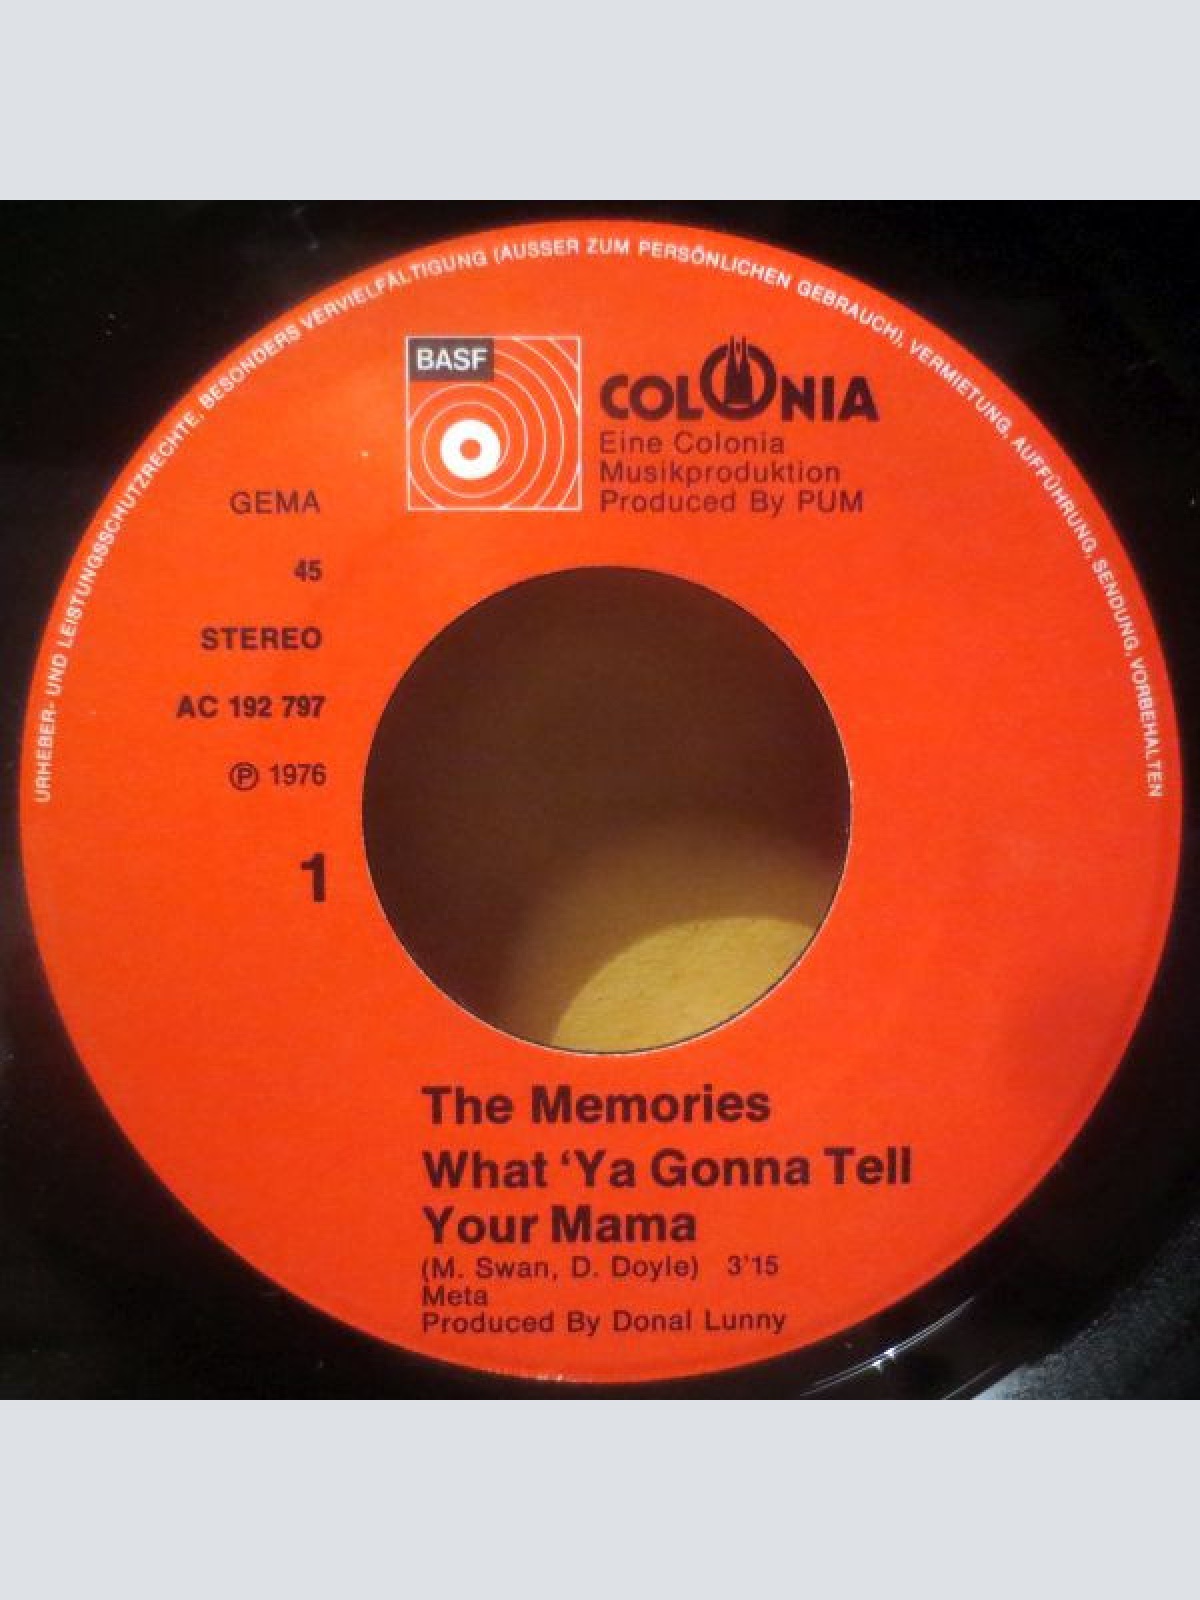 URHEBER- UND LEISTUNGSSCHUTZRECHTE, BESONDERS VERVIELFÄLTIGUNG (AUSSER ZUM PERSÖNLICHEN GEBRAUCH), VERMIETUNG, AUFFÜHRUNG, SENDUNG, VORBEHALTEN
BASF
COLONIA
Eine Colonia
Musikproduktion
Produced By PUM
GEMA
45
STEREO
AC 192 797
Ⓟ 1976
1
The Memories
What ‘Ya Gonna Tell
Your Mama
(M. Swan, D. Doyle) 3'15
Meta
Produced By Donal Lunny